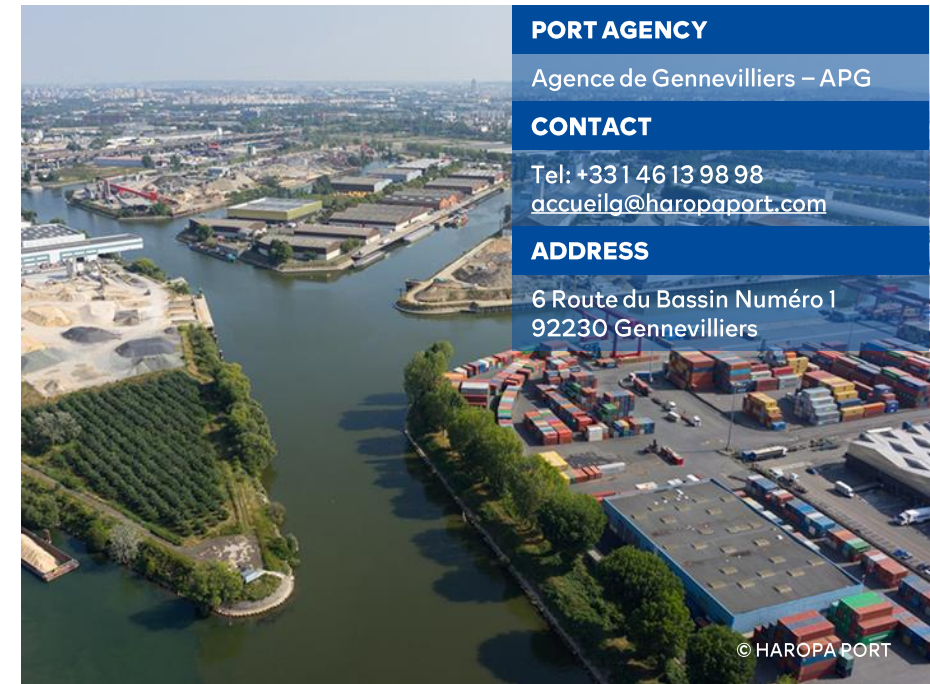 PORT AGENCY
Agence de Gennevilliers – APG
CONTACT
Tel: +33 1 46 13 98 98
accueilg@haropaport.com
ADDRESS
6 Route du Bassin Numéro 1
92230 Gennevilliers
© HAROPA PORT